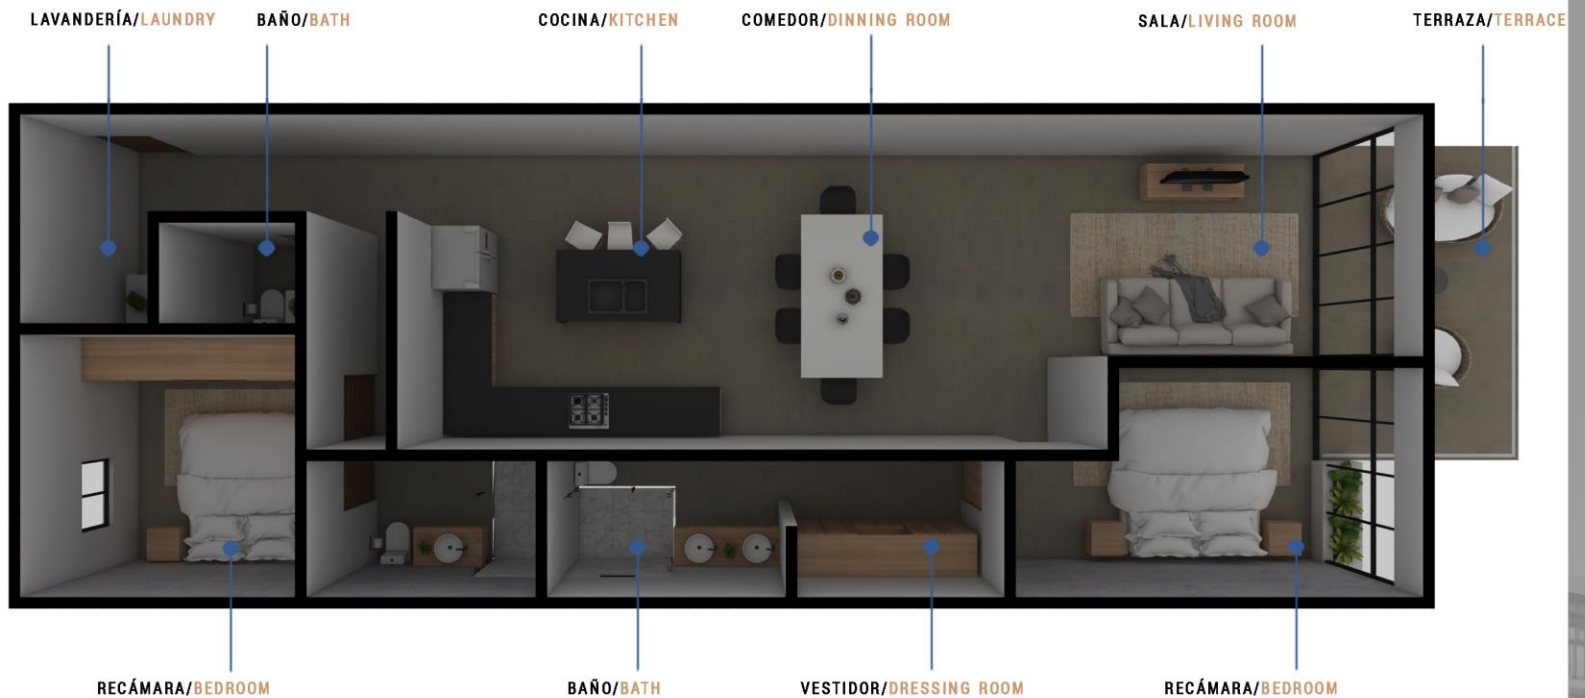 LAVANDERÍA/LAUNDRY
BAÑO/BATH
COCINA/KITCHEN
COMEDOR/DINNING ROOM
SALA/LIVING ROOM
TERRAZA/TERRACE
RECÁMARA/BEDROOM
BAÑO/BATH
VESTIDOR/DRESSING ROOM
RECÁMARA/BEDROOM